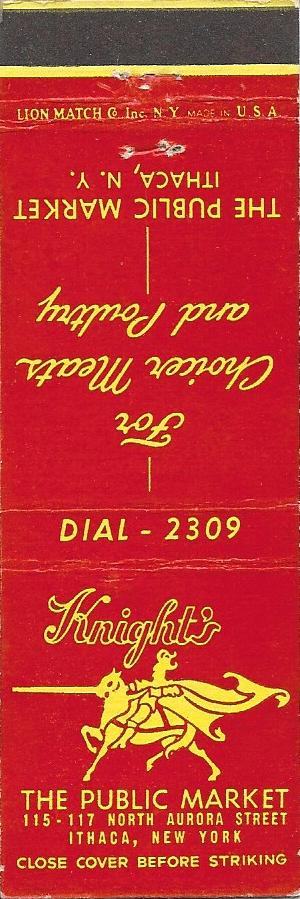 LION MATCH Co. Inc. N.Y. MADE IN U S A
For
Choicer Meats
and Poultry
THE PUBLIC MARKET
ITHACA, N. Y.
DIAL - 2309
Knight's
THE PUBLIC MARKET
115-117 NORTH AURORA STREET
ITHACA, NEW YORK
CLOSE COVER BEFORE STRIKING